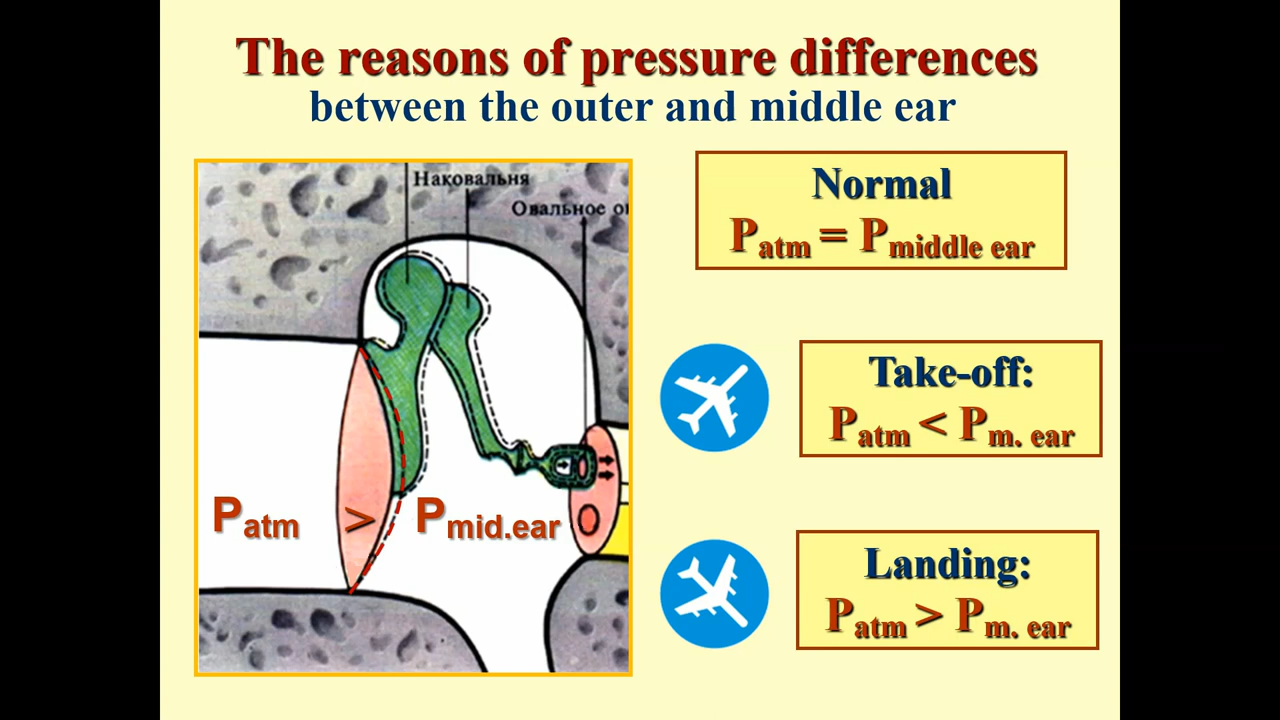 The reasons of pressure differences
between the outer and middle ear
Наковальня
Овальное
P atm > P mid.ear
Normal
P atm = P middle ear
Take-off:
P atm < P m. ear
Landing:
P atm > P m. ear